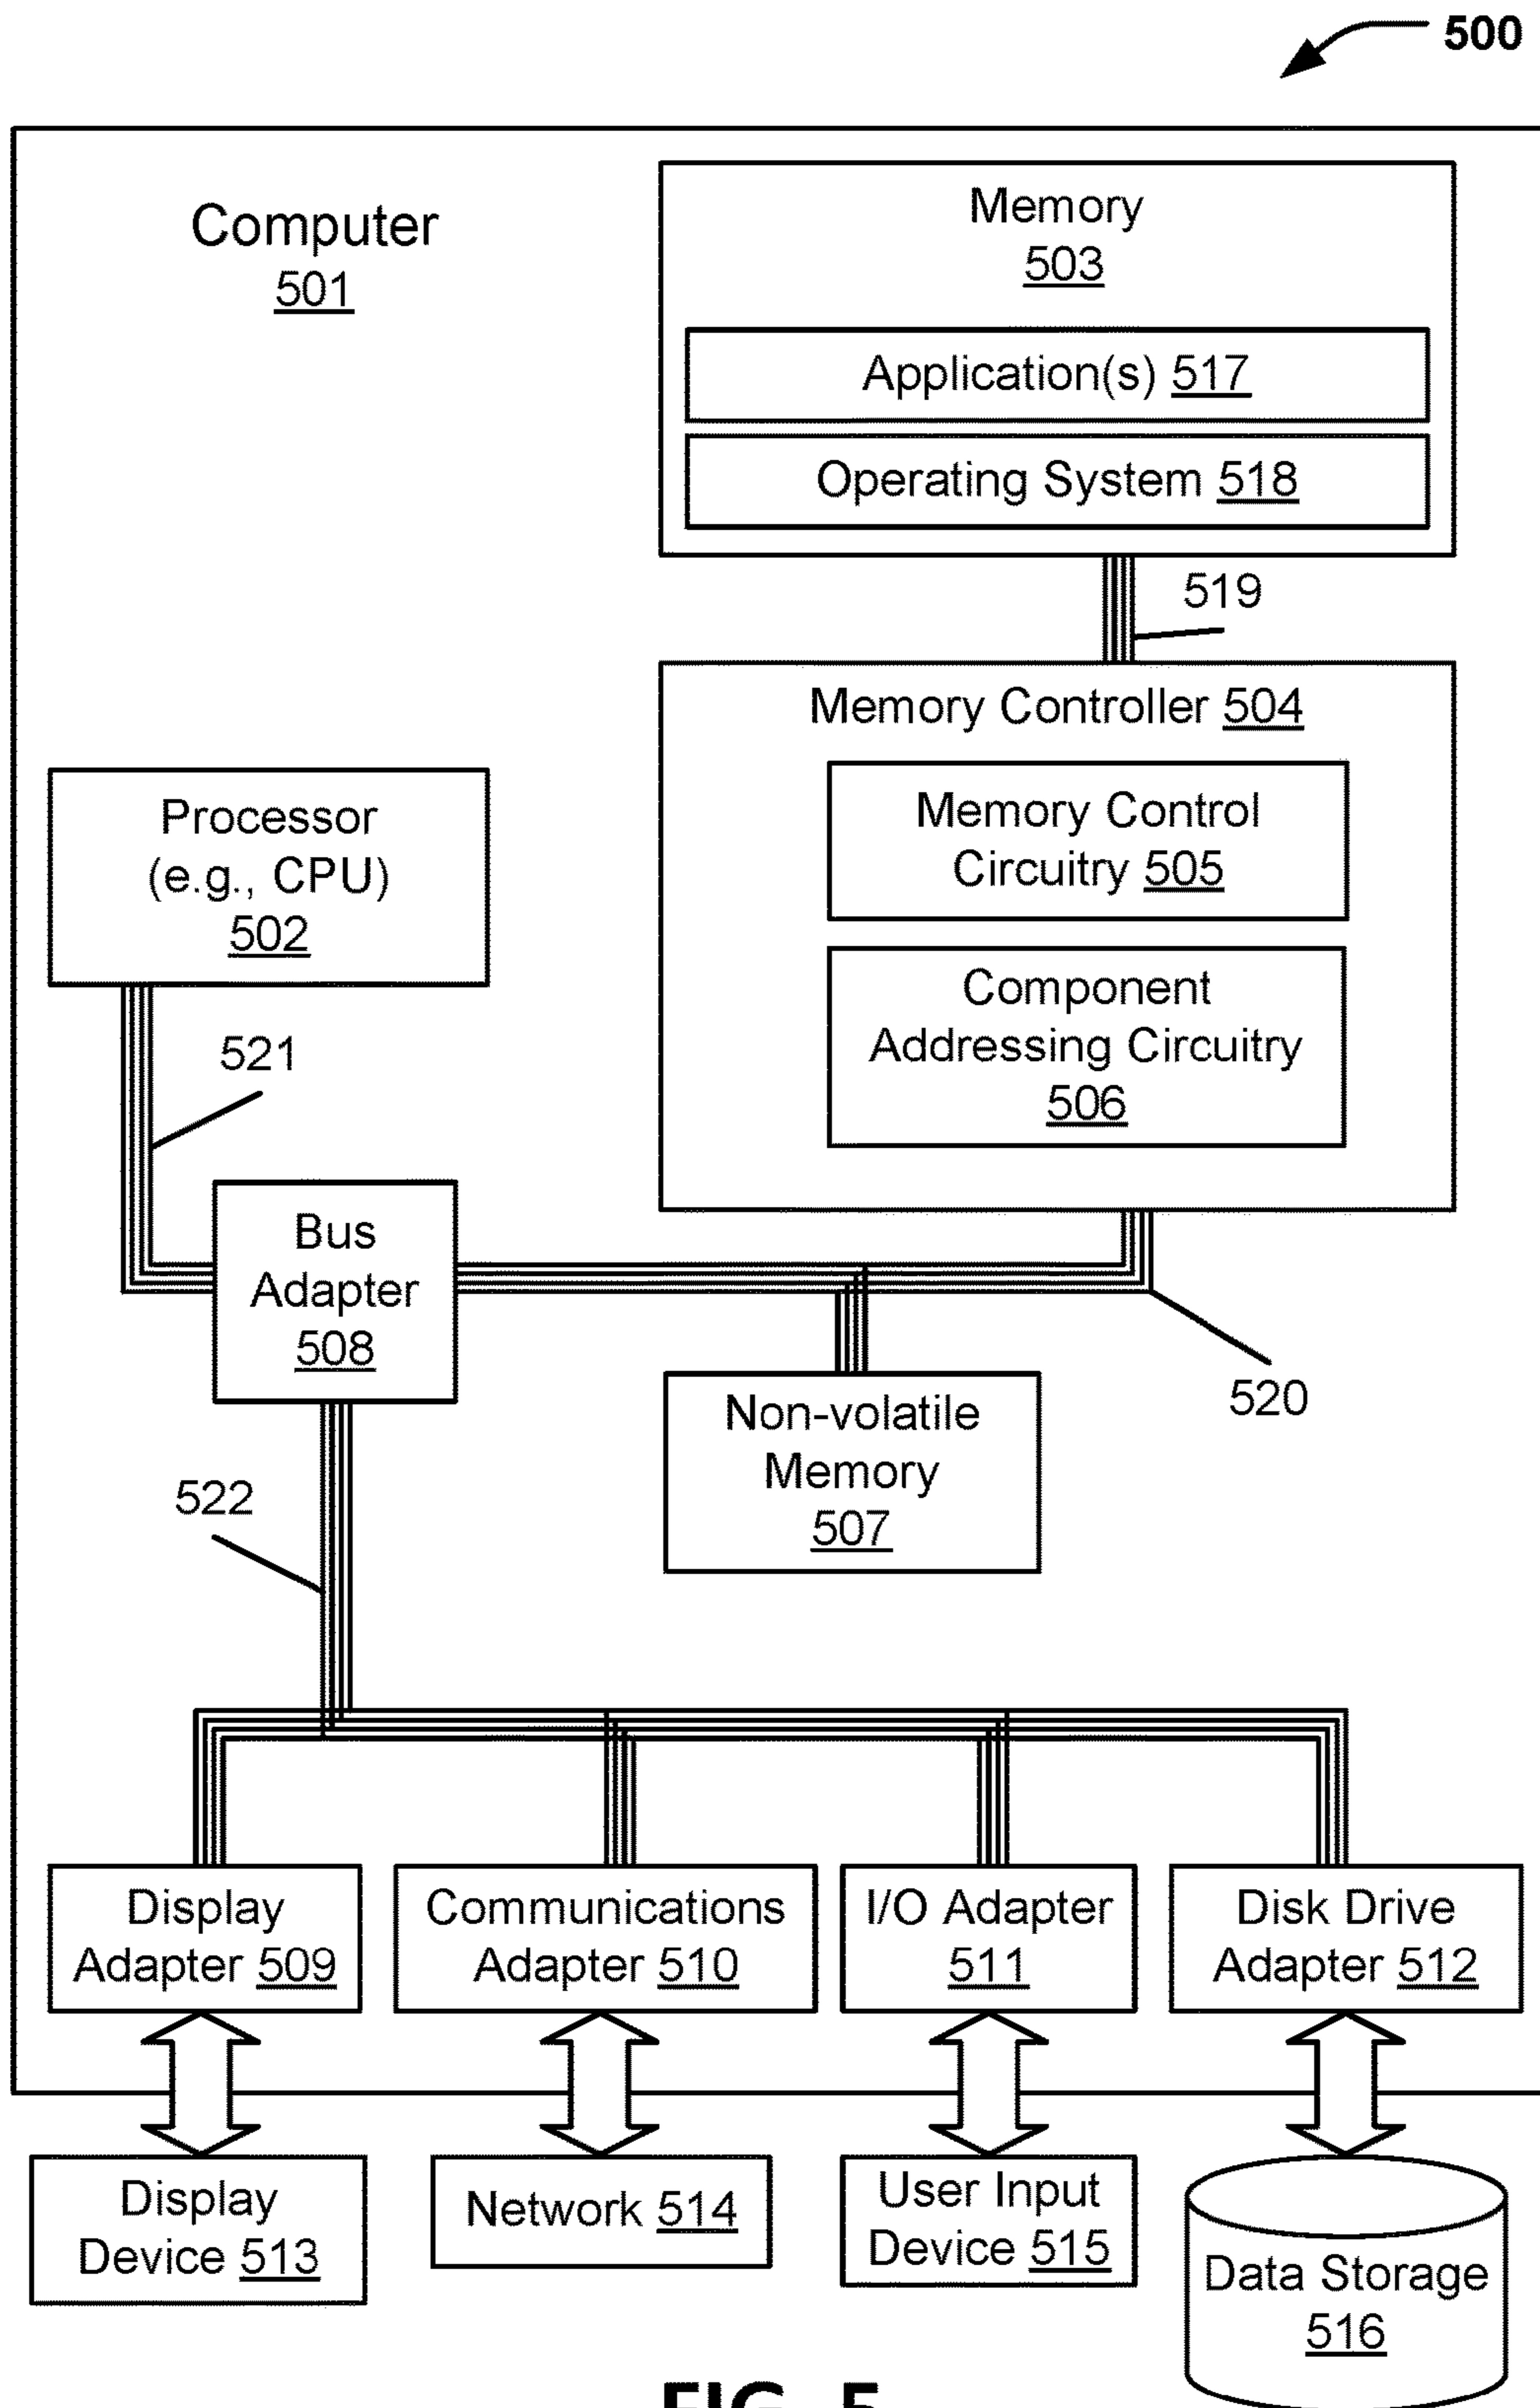 500
Computer
501
Memory
503
Application(s) 517
Operating System 518
519
Memory Controller 504
Memory Control
Circuitry 505
Component
Addressing Circuitry
506
Processor
(e.g., CPU)
502
521
Bus
Adapter
508
520
Non-volatile
Memory
507
522
Display
Adapter 509
Communications
Adapter 510
I/O Adapter
511
Disk Drive
Adapter 512
Display
Device 513
Network 514
User Input
Device 515
Data Storage
516
FIG. 5